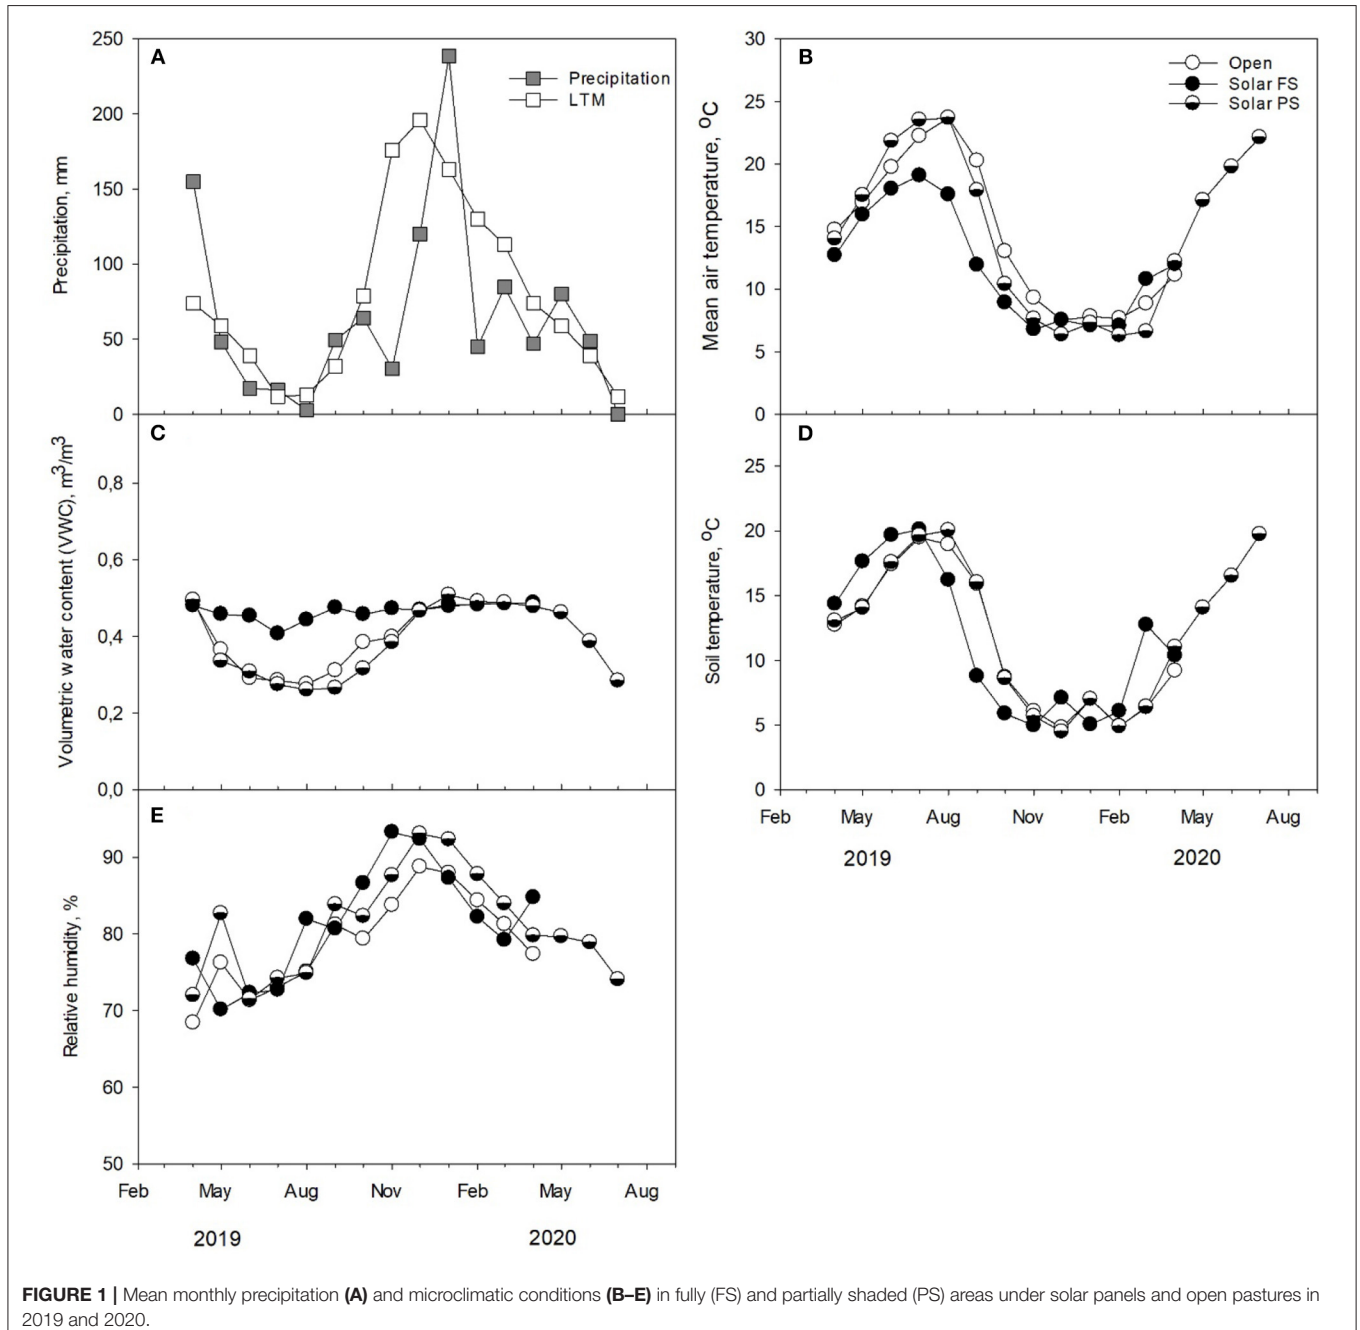 A
Precipitation
LTM
250
200
150
100
50
0
Precipitation, mm
B
Open
Solar FS
Solar PS
30
25
20
15
10
5
0
Mean air temperature, ºC
C
0,8
0,6
0,4
0,2
0,0
Volumetric water content (VWC), m³/m³
D
25
20
15
10
5
0
Soil temperature, ºC
Feb May Aug Nov Feb May Aug
2019 2020
E
90
80
70
60
50
Relative humidity, %
Feb May Aug Nov Feb May Aug
2019 2020
FIGURE 1 | Mean monthly precipitation (A) and microclimatic conditions (B–E) in fully (FS) and partially shaded (PS) areas under solar panels and open pastures in
2019 and 2020.